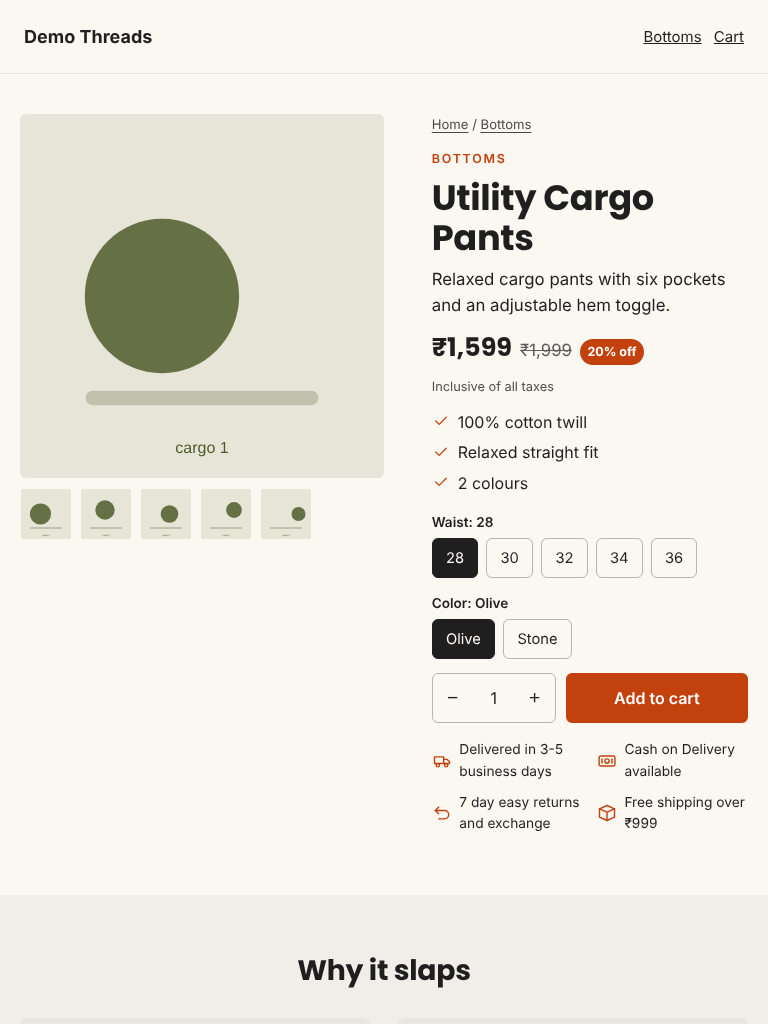 Demo Threads
Bottoms Cart
cargo 1
Home / Bottoms
BOTTOMS
Utility Cargo
Pants
Relaxed cargo pants with six pockets
and an adjustable hem toggle.
₹1,599 ₹1,999 20% off
Inclusive of all taxes
100% cotton twill
Relaxed straight fit
2 colours
Waist: 28
28 30 32 34 36
Color: Olive
Olive Stone
− 1 + Add to cart
Delivered in 3-5
business days
Cash on Delivery
available
7 day easy returns
and exchange
Free shipping over
₹999
Why it slaps